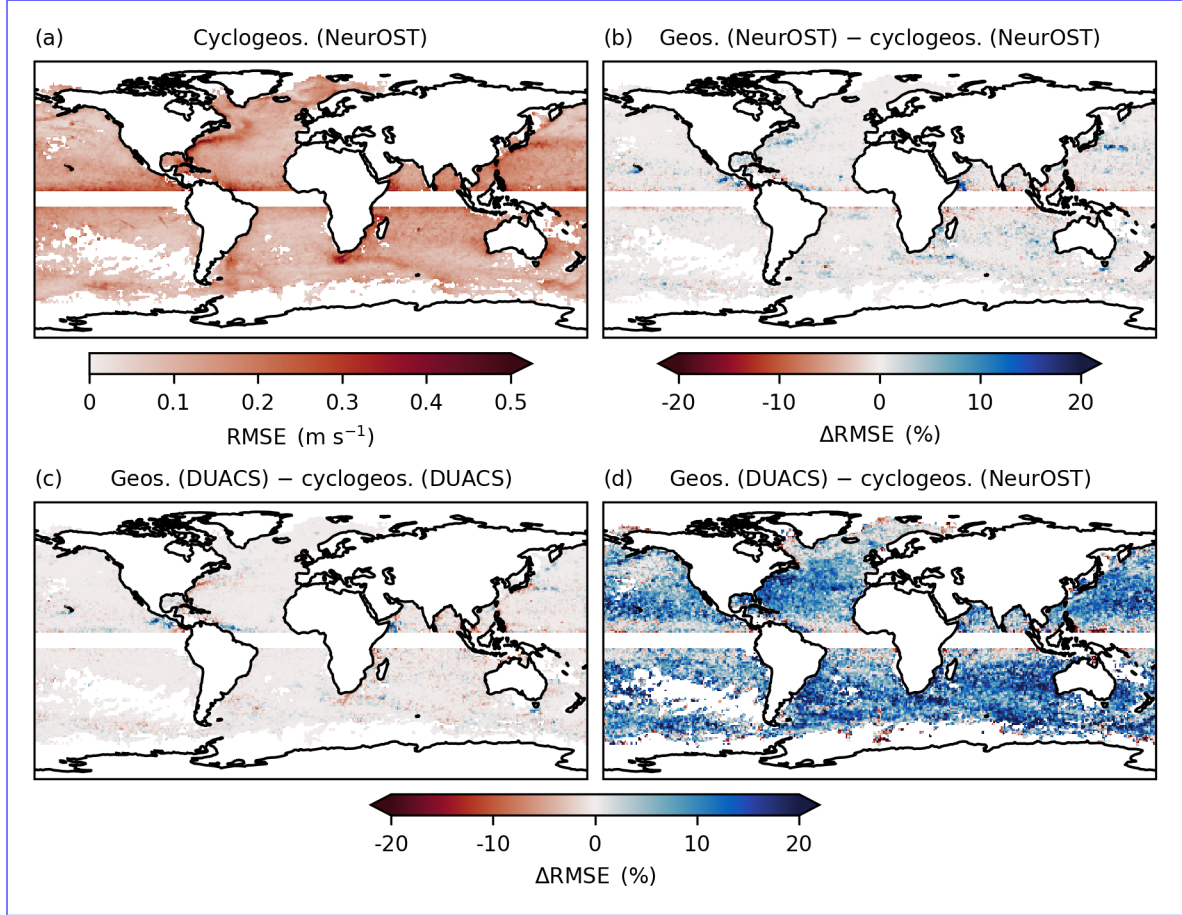 (a) Cyclogeos. (NeurOST)
(b) Geos. (NeurOST) − cyclogeos. (NeurOST)
0 0.1 0.2 0.3 0.4 0.5
RMSE (m s⁻¹)
-20 -10 0 10 20
ΔRMSE (%)
(c) Geos. (DUACS) − cyclogeos. (DUACS)
(d) Geos. (DUACS) − cyclogeos. (NeurOST)
-20 -10 0 10 20
ΔRMSE (%)